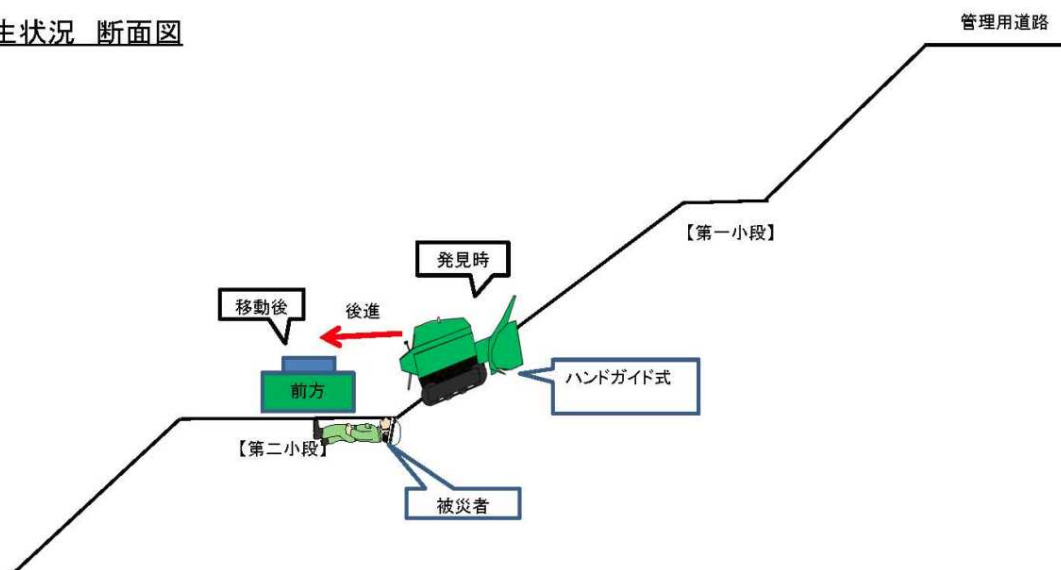 生状況 断面図
管理用道路
【第一小段】
発見時
移動後
後進
ハンドガイド式
前方
【第二小段】
被災者